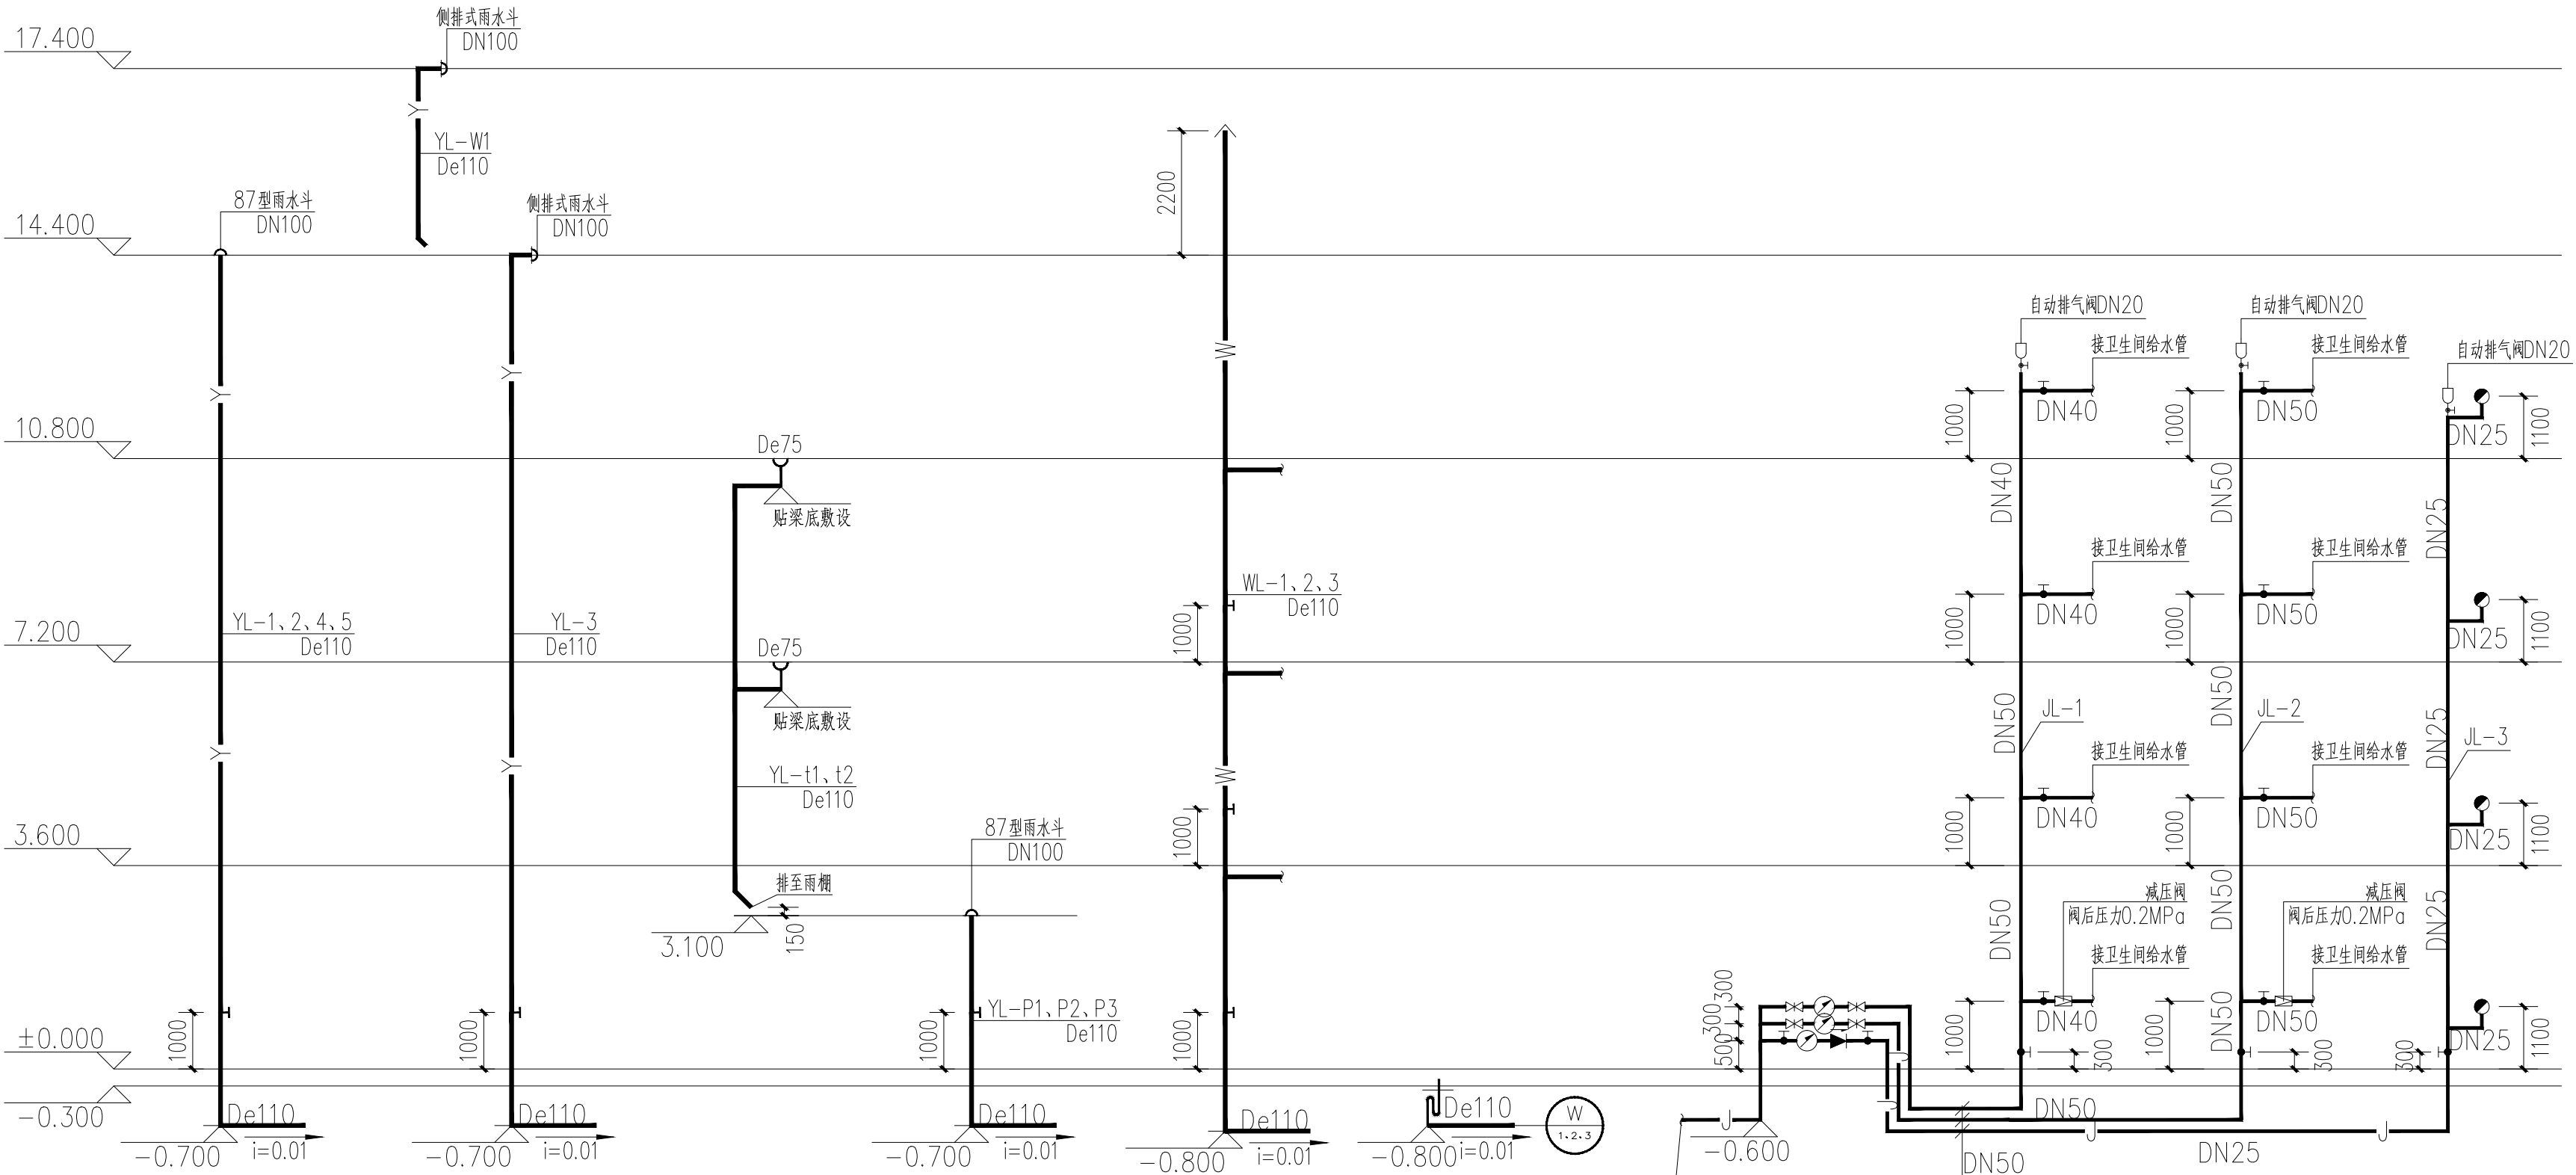 17.400
侧排式雨水斗
DN100
YL-W1
De110
14.400
87型雨水斗
DN100
侧排式雨水斗
DN100
2200
10.800
De75
贴梁底敷设
7.200
YL-1、2、4、5
De110
YL-3
De110
De75
贴梁底敷设
YL-t1、t2
De110
WL-1、2、3
De110
1000
1000
1000
3.600
排至雨棚
150
3.100
87型雨水斗
DN100
YL-P1、P2、P3
De110
±0.000
1000
1000
1000
-0.300
De110
i=0.01
-0.700
De110
i=0.01
-0.700
De110
i=0.01
-0.700
De110
i=0.01
-0.800
De110
i=0.01
-0.800
W
1.2.3
自动排气阀DN20
自动排气阀DN20
自动排气阀DN20
接卫生间给水管
接卫生间给水管
1000
DN40
1000
DN50
DN25
1100
DN40
DN50
DN25
接卫生间给水管
接卫生间给水管
1000
DN40
1000
DN50
DN25
1100
DN50
JL-1
DN50
JL-2
DN25
JL-3
接卫生间给水管
接卫生间给水管
1000
DN40
1000
DN50
DN25
1100
DN50
DN50
DN25
减压阀
阀后压力0.2MPa
减压阀
阀后压力0.2MPa
接卫生间给水管
接卫生间给水管
300
300
500
1000
DN40
300
1000
DN50
DN50
300
300
DN25
1100
J
-0.600
DN50
DN50
J
J
DN25